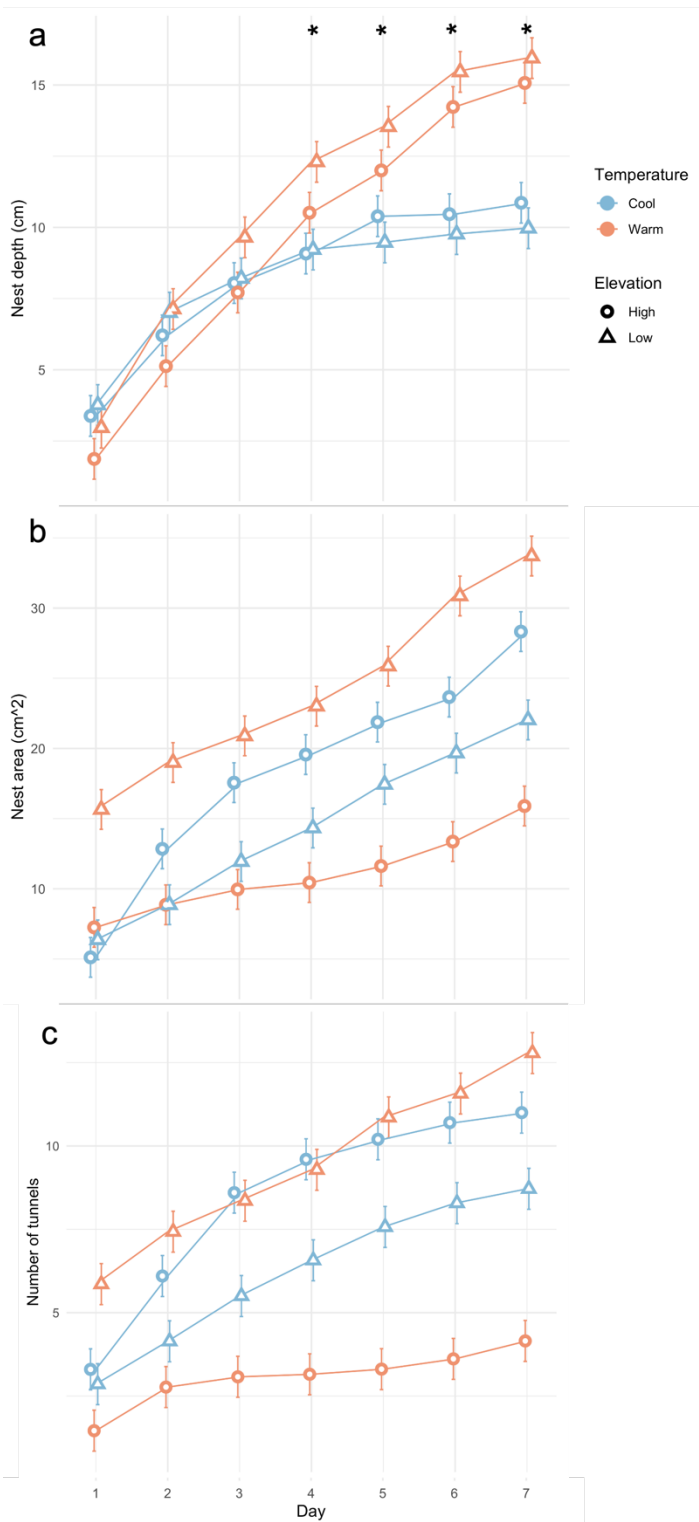 a
* * * *
15
10
5
Nest depth (cm)
Temperature
Cool
Warm
Elevation
High
Low
b
30
20
10
Nest area (cm^2)
c
10
5
Number of tunnels
1 2 3 4 5 6 7
Day